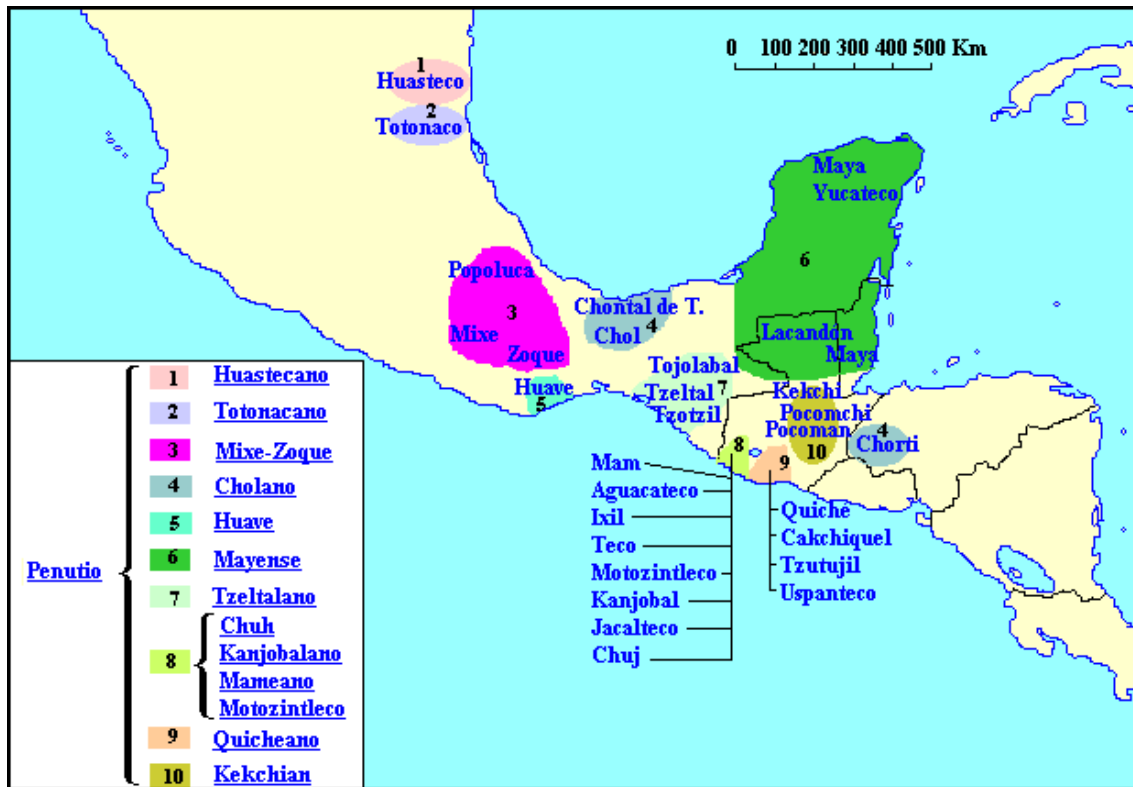 0 100 200 300 400 500 Km
1
Huasteco
2
Totonaco
Maya
Yucateco
6
Popoluca
3
Mixe
Zoque
Chontal de T.
Chol 4
Lacandón
Maya
Huave
5
Tojolabal
Tzeltal 7
Tzotzil
Kekchi
Pocomchi
Pocoman
10
4
Chorti
8
9
Mam
Aguacateco
Ixil
Teco
Motozintleco
Kanjobal
Jacalteco
Chuj
Quiché
Cakchiquel
Tzutujil
Uspanteco
Penutio
1 Huastecano
2 Totonacano
3 Mixe-Zoque
4 Cholano
5 Huave
6 Mayense
7 Tzeltalano
8
Chuh
Kanjobalano
Mameano
Motozintleco
9 Quicheano
10 Kekchian